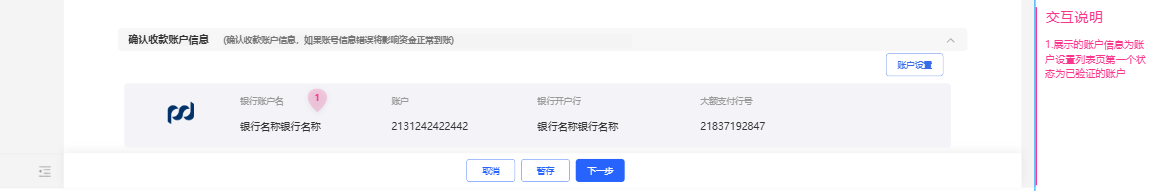 交互说明
确认收款账户信息 (确认收款账户信息，如果账号信息错误将影响资金正常到账)
账户设置
1.展示的账户信息为账
户设置列表页第一个状
态为已验证的账户
银行账户名 1 账户 银行开户行 大额支付行号
银行名称银行名称 2131242422442 银行名称银行名称 21837192847
取消 暂存 下一步